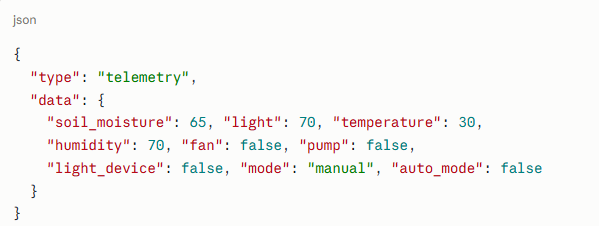 json
{
"type": "telemetry",
"data": {
"soil_moisture": 65, "light": 70, "temperature": 30,
"humidity": 70, "fan": false, "pump": false,
"light_device": false, "mode": "manual", "auto_mode": false
}
}